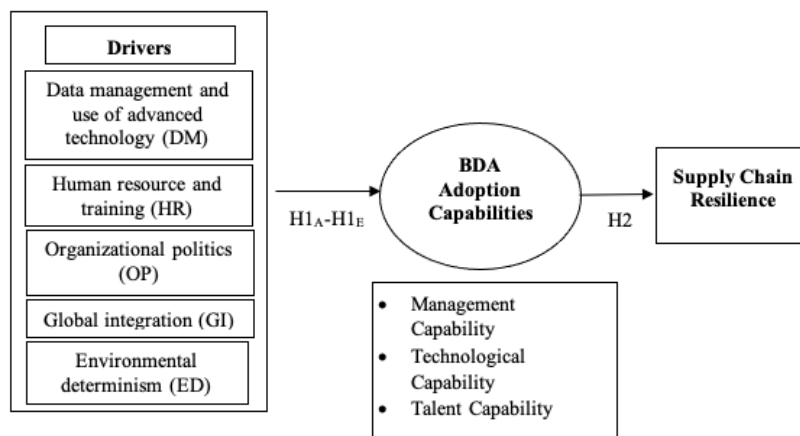 Drivers
Data management and
use of advanced
technology (DM)
Human resource and
training (HR)
Organizational politics
(OP)
Global integration (GI)
Environmental
determinism (ED)
H1A-H1E
BDA
Adoption
Capabilities
H2
Supply Chain
Resilience
• Management
Capability
• Technological
Capability
• Talent Capability